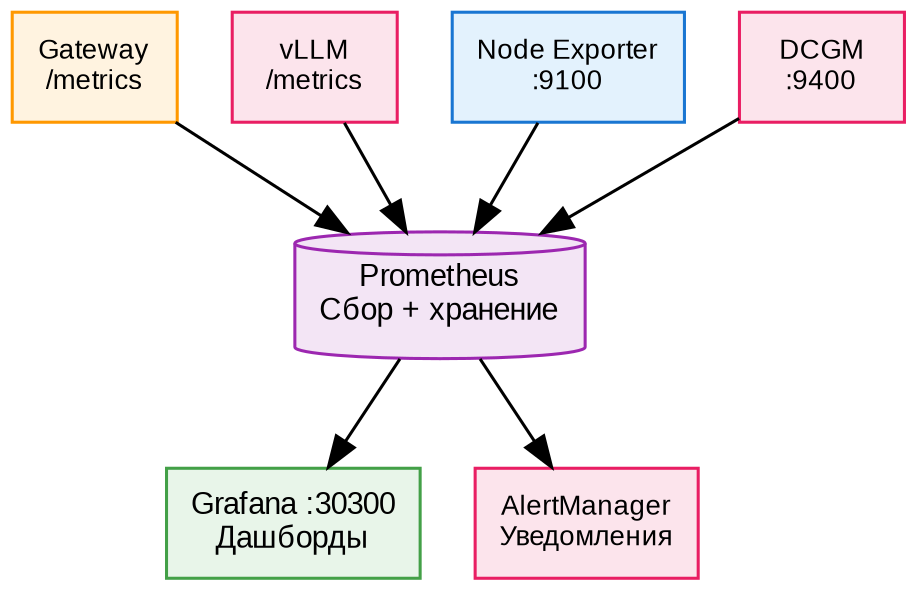 Gateway
/metrics
vLLM
/metrics
Node Exporter
:9100
DCGM
:9400
Prometheus
Сбор + хранение
Grafana :30300
Дашборды
AlertManager
Уведомления